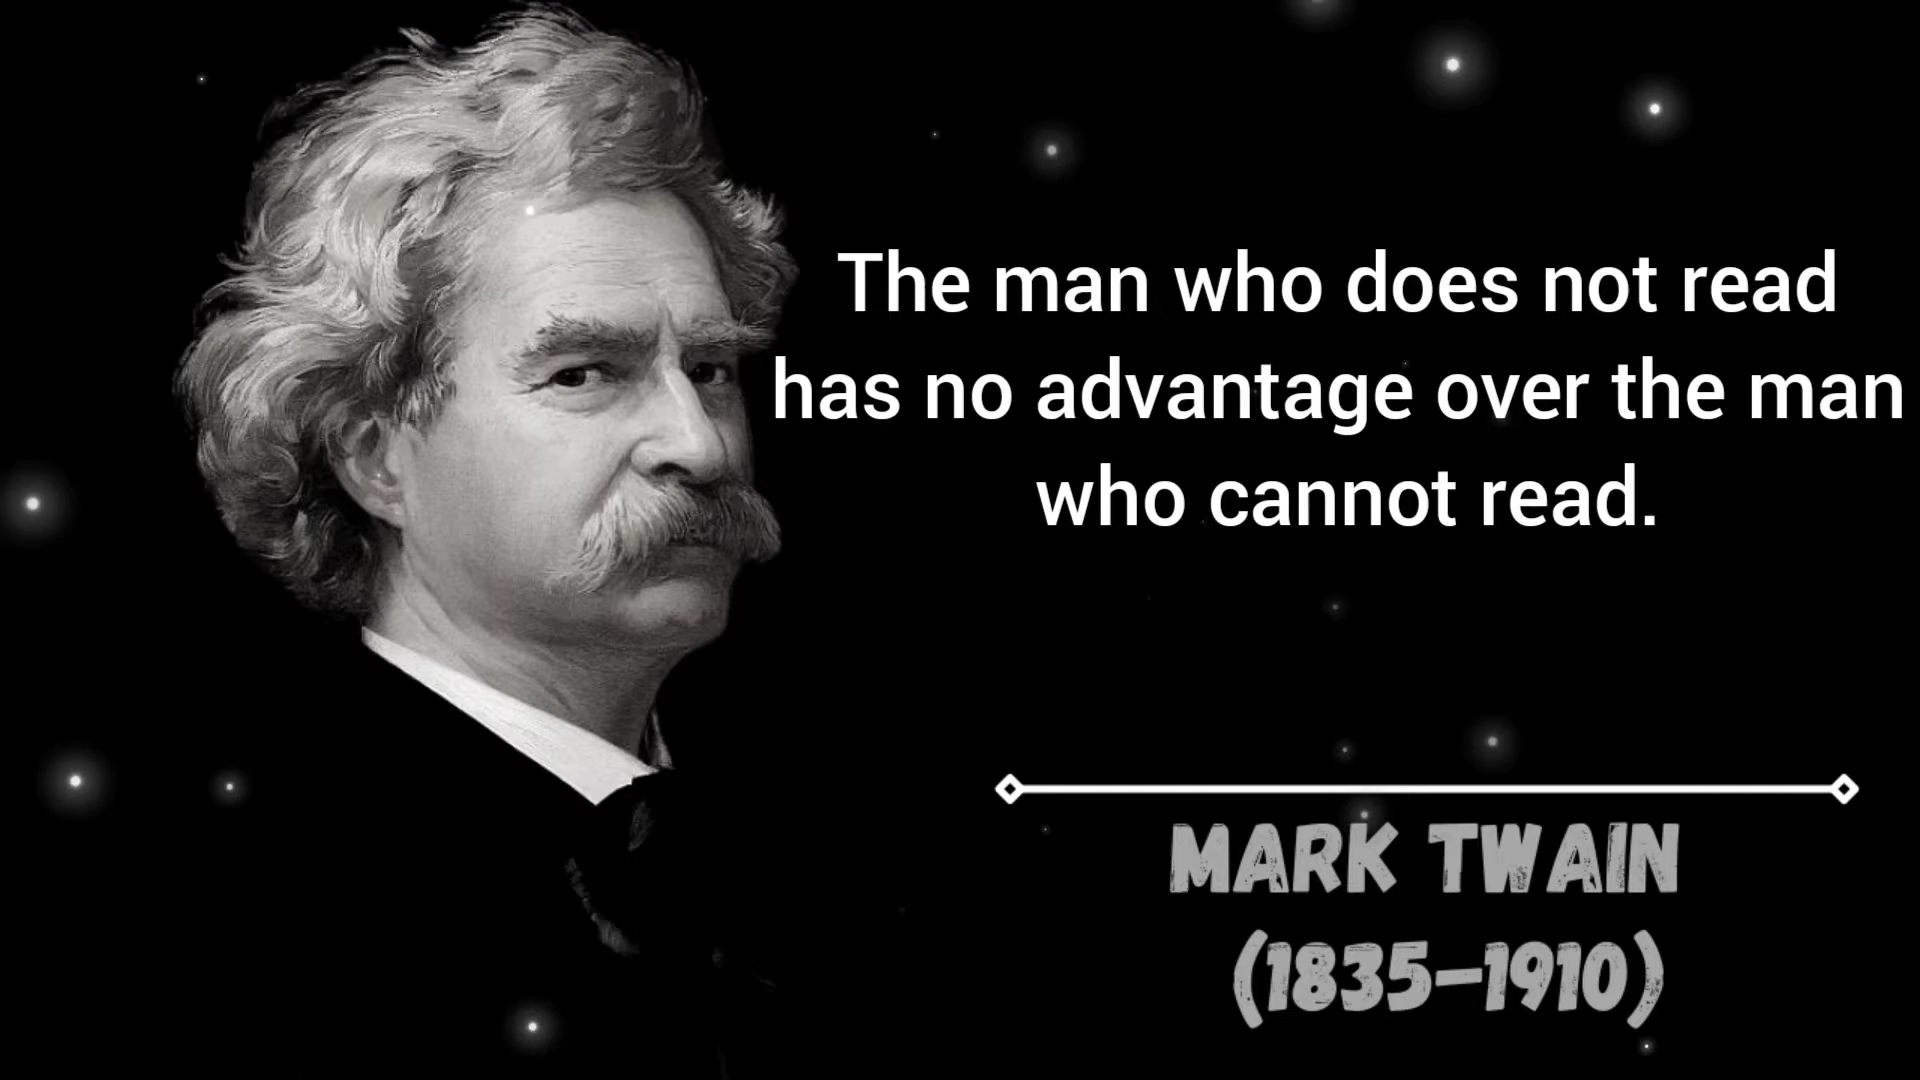 The man who does not read
has no advantage over the man
who cannot read.
MARK TWAIN
(1835–1910)